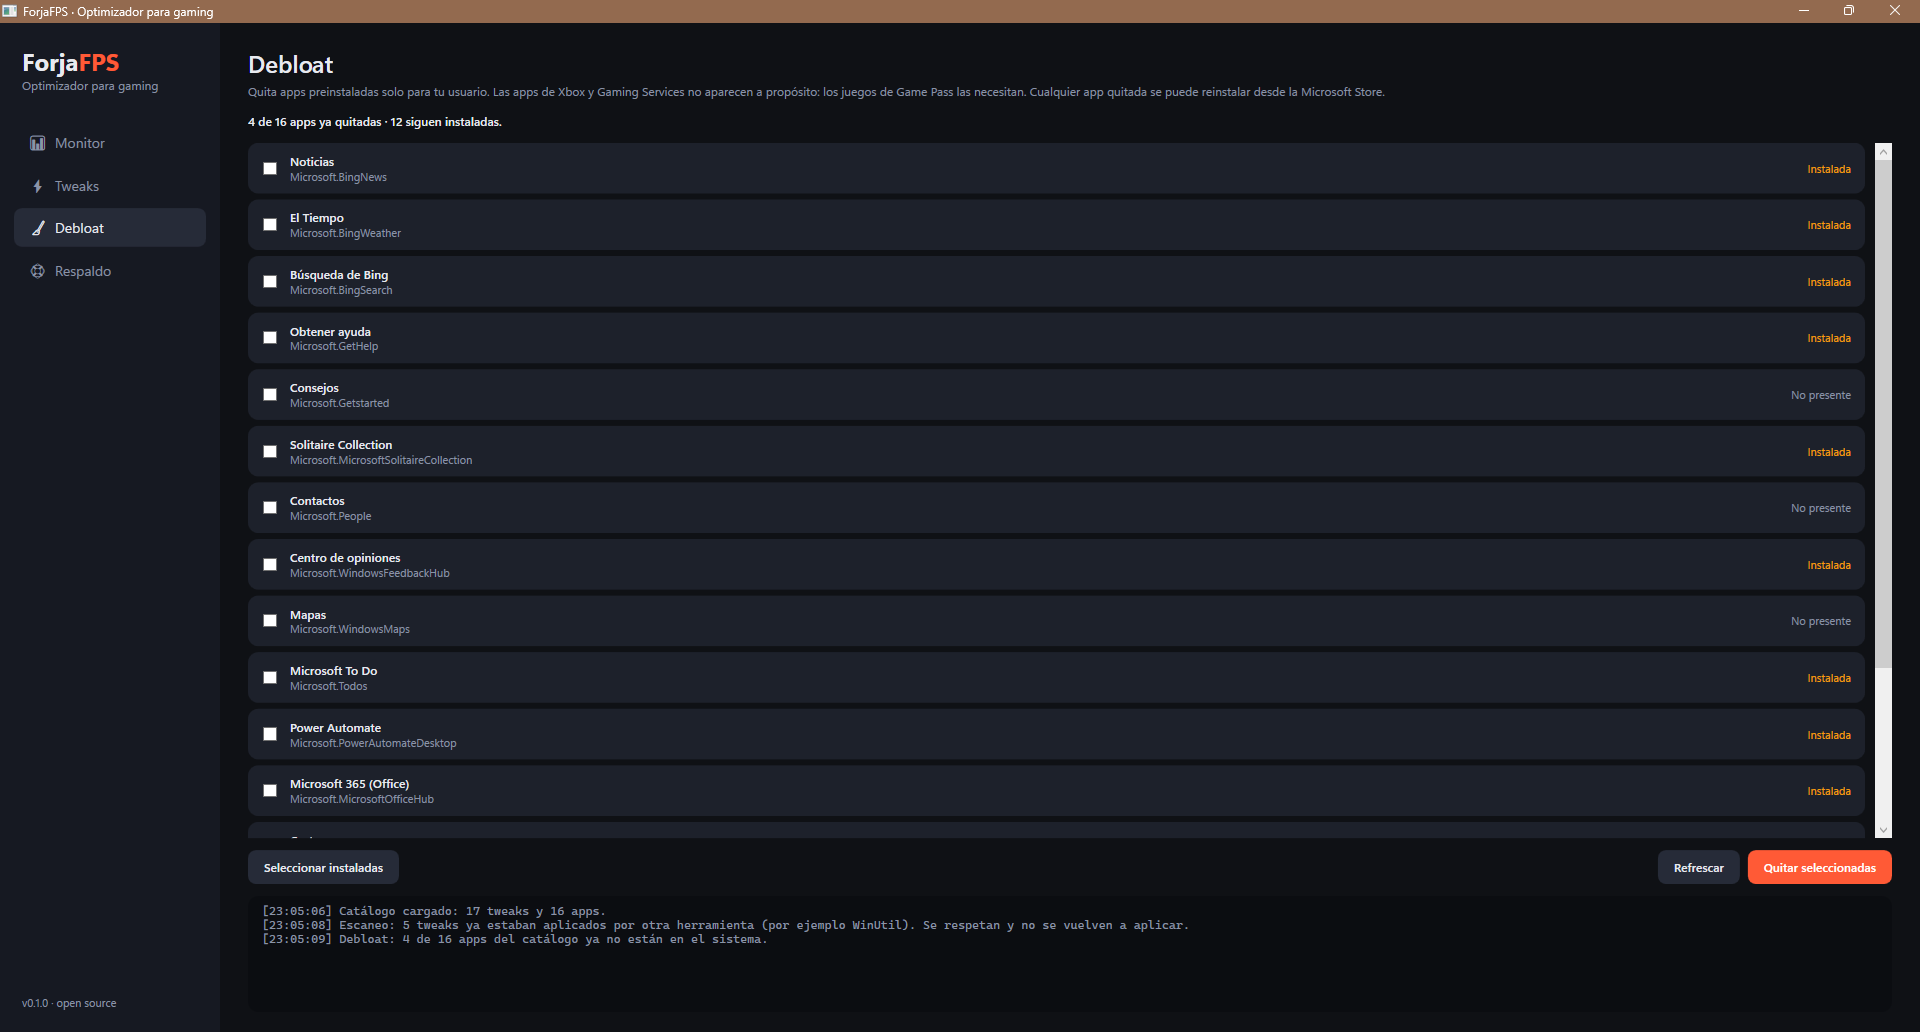 ForjaFPS · Optimizador para gaming
ForjaFPS
Optimizador para gaming
Monitor
Tweaks
Debloat
Respaldo
v0.1.0 · open source
Debloat
Quita apps preinstaladas solo para tu usuario. Las apps de Xbox y Gaming Services no aparecen a propósito: los juegos de Game Pass las necesitan. Cualquier app quitada se puede reinstalar desde la Microsoft Store.
4 de 16 apps ya quitadas · 12 siguen instaladas.
Noticias
Microsoft.BingNews
Instalada
El Tiempo
Microsoft.BingWeather
Instalada
Búsqueda de Bing
Microsoft.BingSearch
Instalada
Obtener ayuda
Microsoft.GetHelp
Instalada
Consejos
Microsoft.Getstarted
No presente
Solitaire Collection
Microsoft.MicrosoftSolitaireCollection
Instalada
Contactos
Microsoft.People
No presente
Centro de opiniones
Microsoft.WindowsFeedbackHub
Instalada
Mapas
Microsoft.WindowsMaps
No presente
Microsoft To Do
Microsoft.Todos
Instalada
Power Automate
Microsoft.PowerAutomateDesktop
Instalada
Microsoft 365 (Office)
Microsoft.MicrosoftOfficeHub
Instalada
Seleccionar instaladas
Refrescar
Quitar seleccionadas
[23:05:06] Catálogo cargado: 17 tweaks y 16 apps.
[23:05:08] Escaneo: 5 tweaks ya estaban aplicados por otra herramienta (por ejemplo WinUtil). Se respetan y no se vuelven a aplicar.
[23:05:09] Debloat: 4 de 16 apps del catálogo ya no están en el sistema.